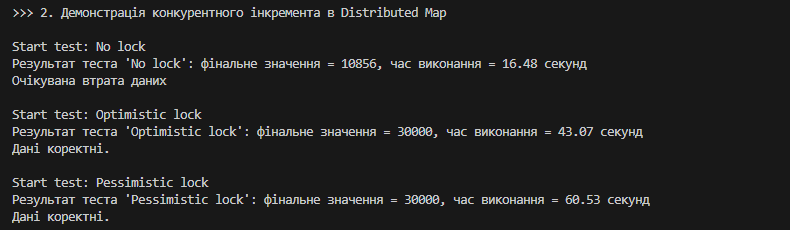 >>> 2. Демонстрація конкурентного інкремента в Distributed Map
Start test: No lock
Результат теста 'No lock': фінальне значення = 10856, час виконання = 16.48 секунд
Очікувана втрата даних
Start test: Optimistic lock
Результат теста 'Optimistic lock': фінальне значення = 30000, час виконання = 43.07 секунд
Дані коректні.
Start test: Pessimistic lock
Результат теста 'Pessimistic lock': фінальне значення = 30000, час виконання = 60.53 секунд
Дані коректні.